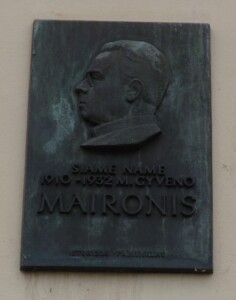 ŠIAME NAME
1910-1932 M. GYVENO
MAIRONIS